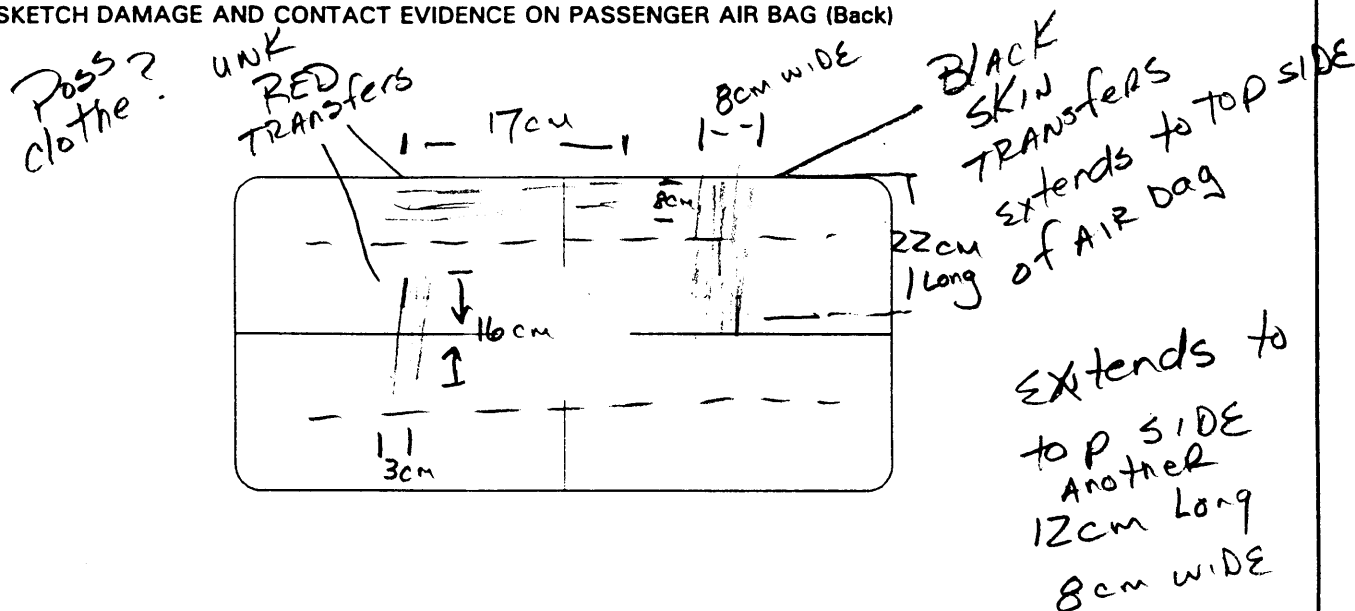 SKETCH DAMAGE AND CONTACT EVIDENCE ON PASSENGER AIR BAG (Back)
Poss?
clothe?
UNK
RED
TRANSfers
17cm
8cm WIDE
BLACK
SKIN
TRANSfeRS
Extends to top SIDE
of AIR bag
8cm
22cm
Long
16cm
3cm
Extends to
top SIDE
AnotheR
12cm Long
8cm WIDE